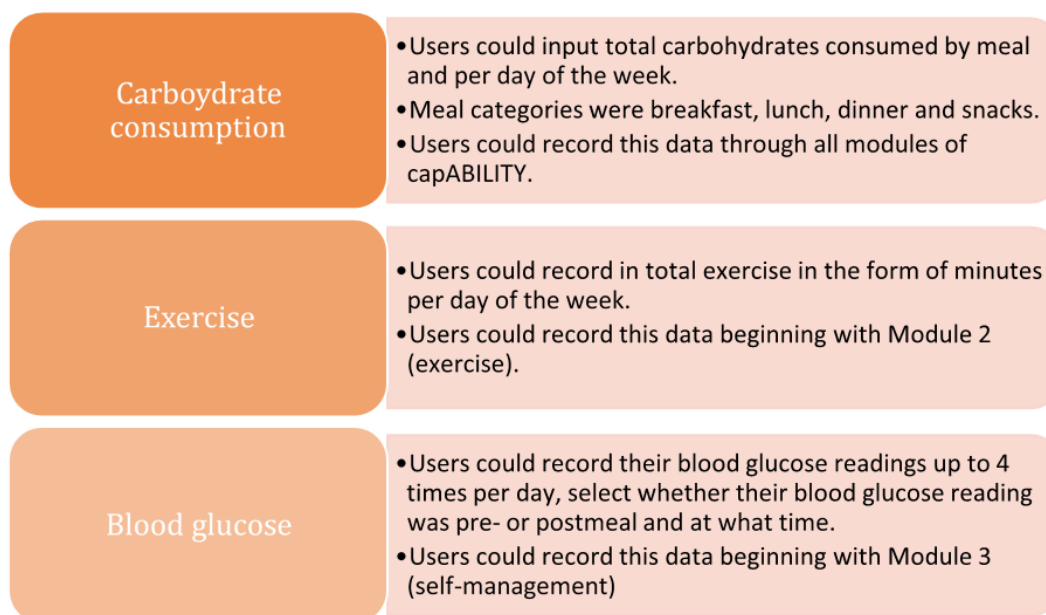 Carboydrate
consumption
•Users could input total carbohydrates consumed by meal
and per day of the week.
•Meal categories were breakfast, lunch, dinner and snacks.
•Users could record this data through all modules of
capABILITY.
Exercise
•Users could record in total exercise in the form of minutes
per day of the week.
•Users could record this data beginning with Module 2
(exercise).
Blood glucose
•Users could record their blood glucose readings up to 4
times per day, select whether their blood glucose reading
was pre- or postmeal and at what time.
•Users could record this data beginning with Module 3
(self-management)